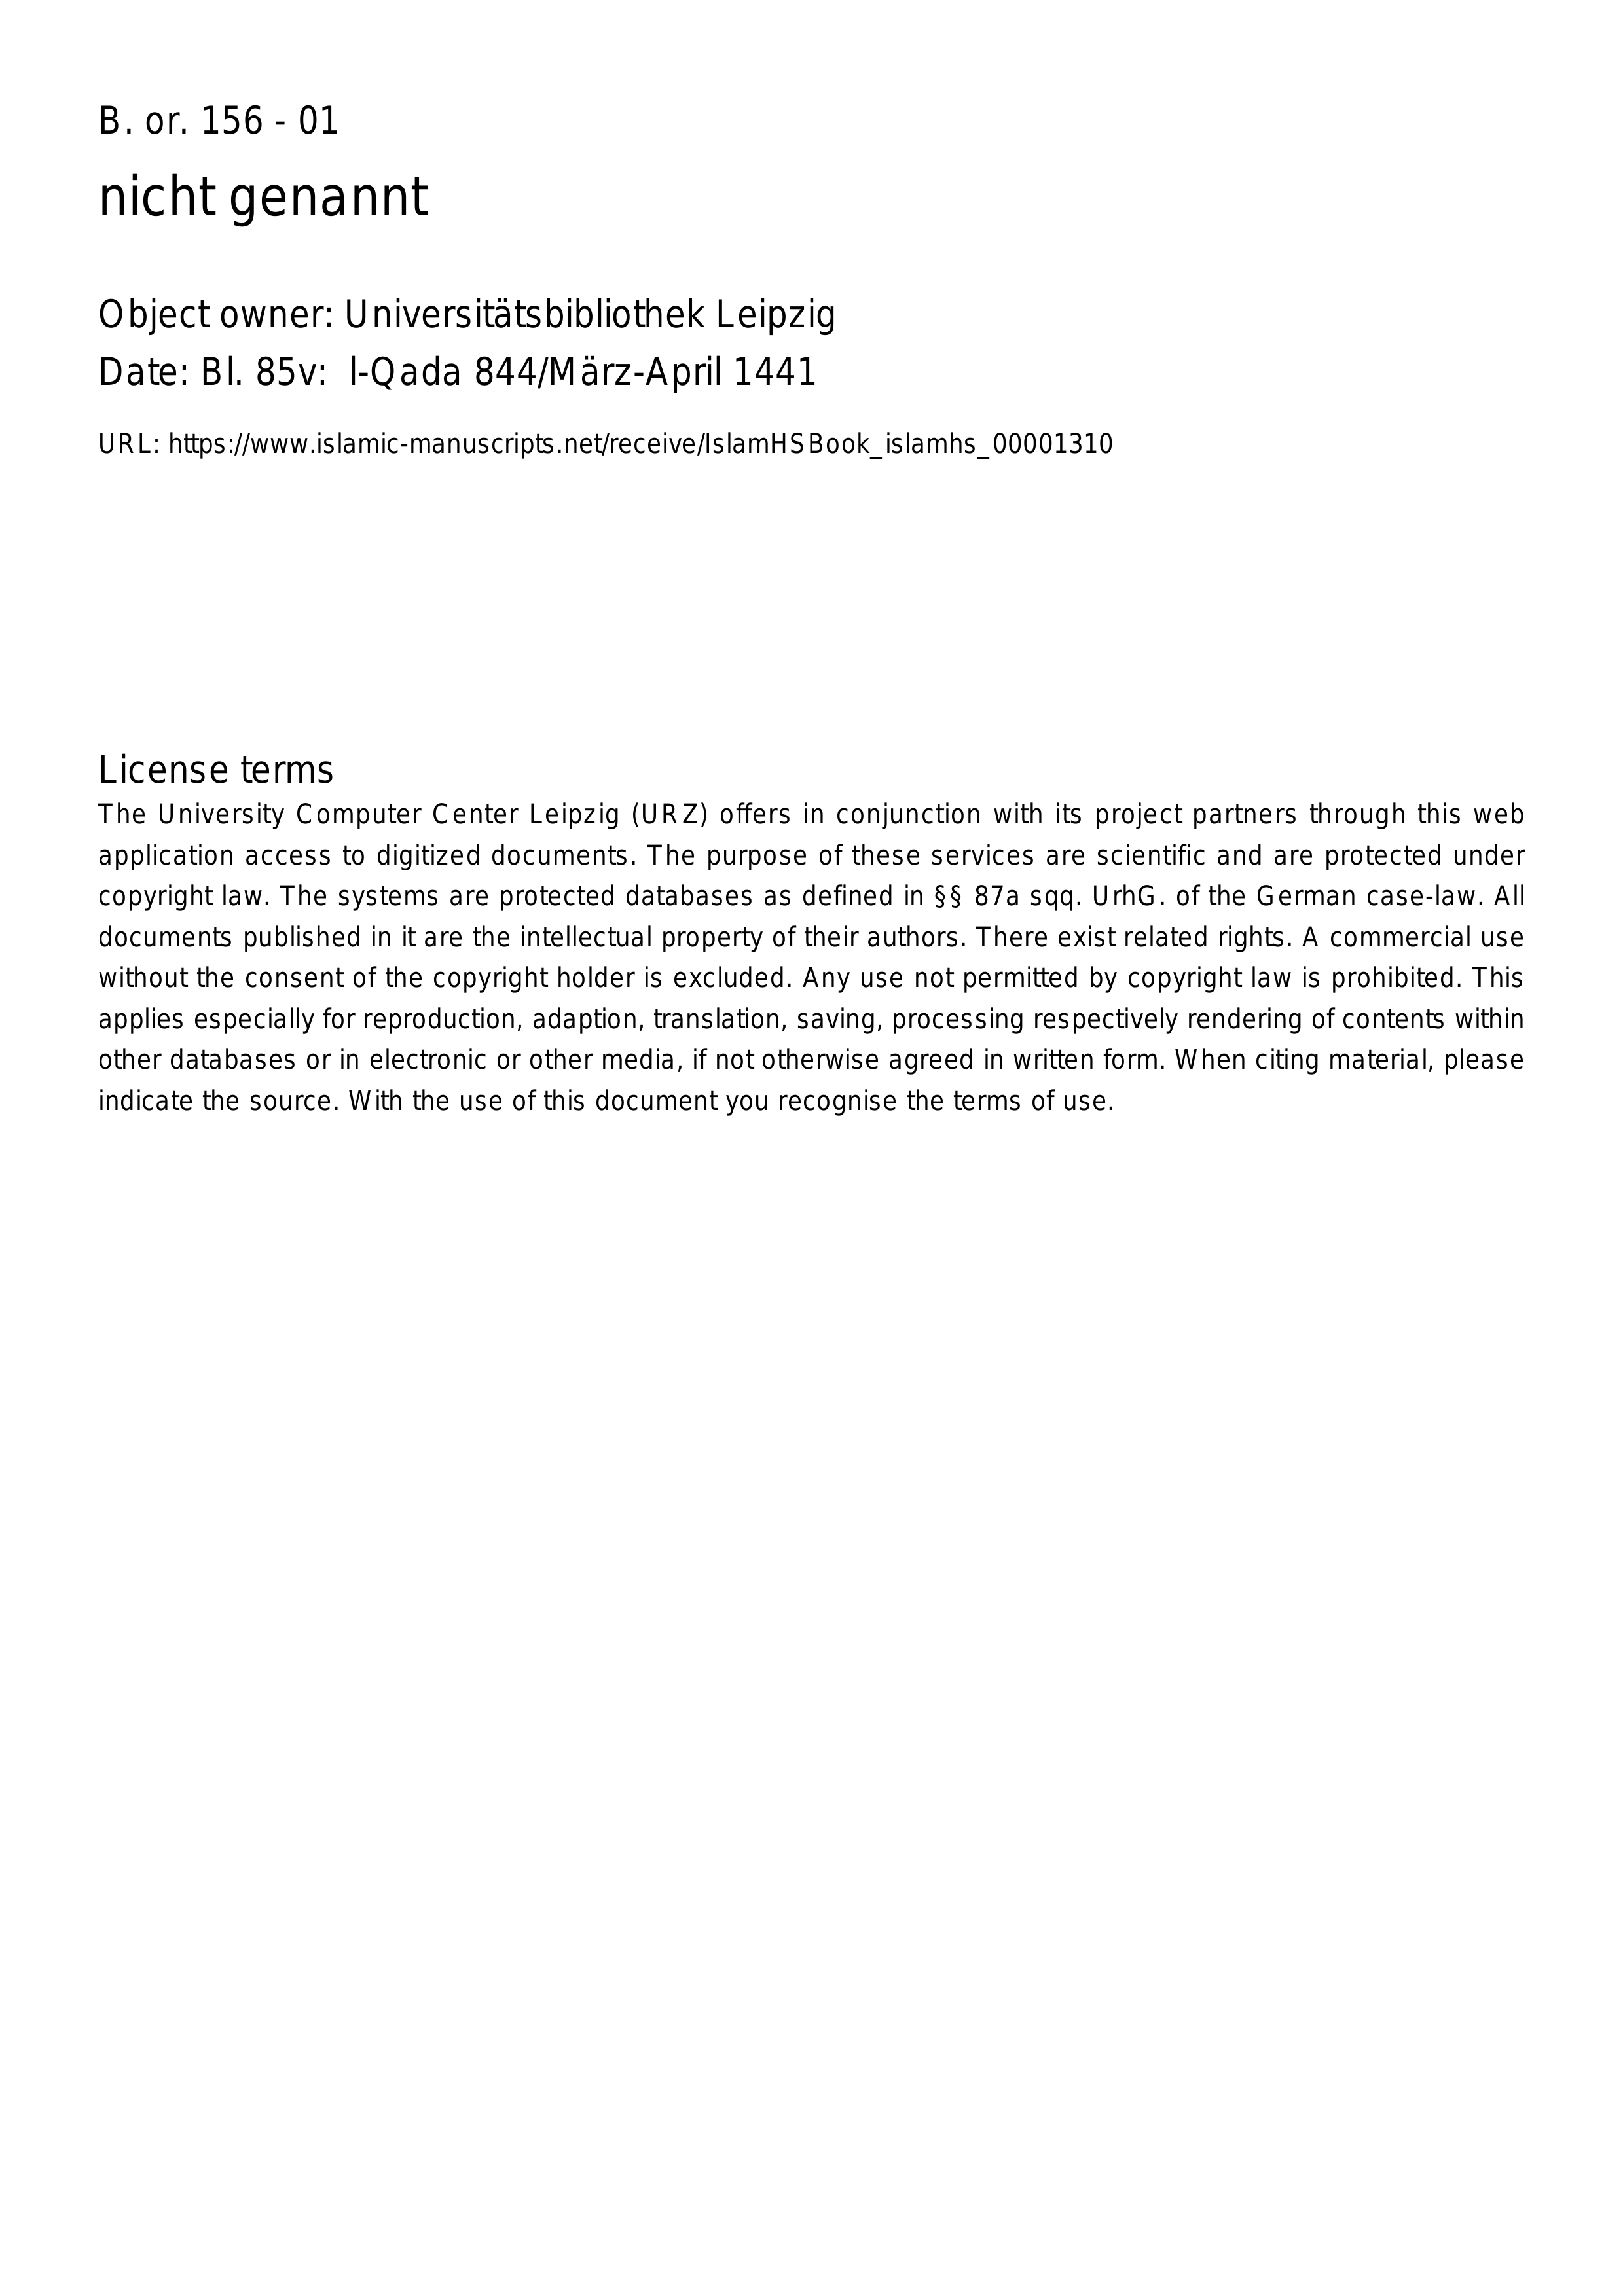 B. or. 156 - 01
nicht genannt
Object owner: Universitätsbibliothek Leipzig
Date: Bl. 85v:  l-Qada 844/März-April 1441
URL: https://www.islamic-manuscripts.net/receive/IslamHSBook_islamhs_00001310
License terms
The University Computer Center Leipzig (URZ) offers in conjunction with its project partners through this web
application access to digitized documents. The purpose of these services are scientific and are protected under
copyright law. The systems are protected databases as defined in §§ 87a sqq. UrhG. of the German case-law. All
documents published in it are the intellectual property of their authors. There exist related rights. A commercial use
without the consent of the copyright holder is excluded. Any use not permitted by copyright law is prohibited. This
applies especially for reproduction, adaption, translation, saving, processing respectively rendering of contents within
other databases or in electronic or other media, if not otherwise agreed in written form. When citing material, please
indicate the source. With the use of this document you recognise the terms of use.